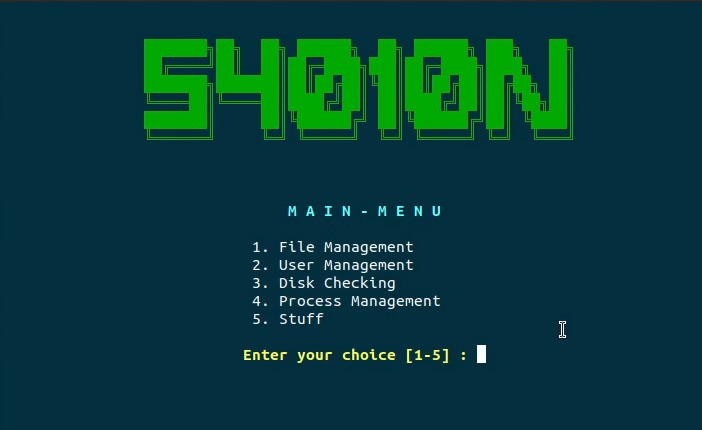 S4010N
M A I N - M E N U
1. File Management
2. User Management
3. Disk Checking
4. Process Management
5. Stuff
Enter your choice [1-5] :